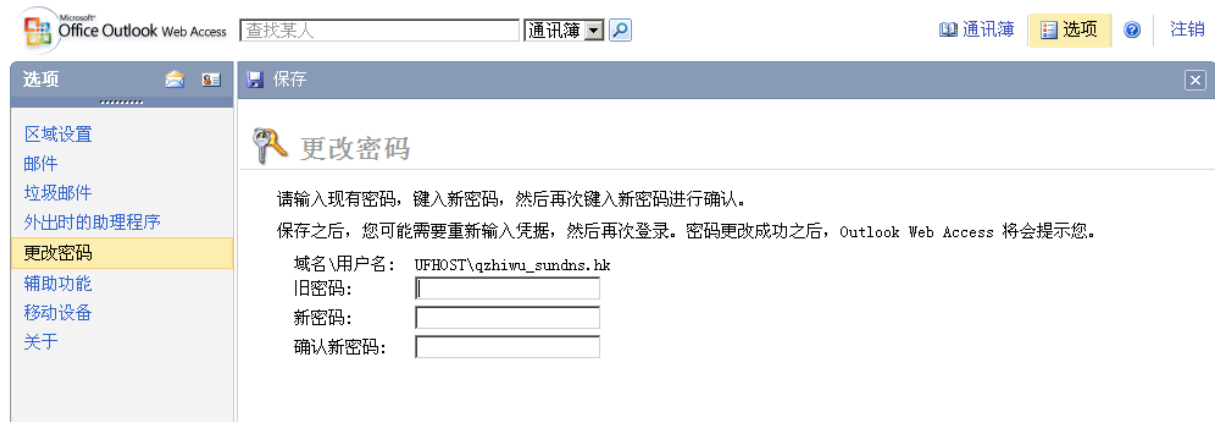 Microsoft
Office Outlook Web Access 查找某人 通讯簿 通讯簿 选项 注销
选项 保存
区域设置
邮件
垃圾邮件
外出时的助理程序
更改密码
辅助功能
移动设备
关于
更改密码
请输入现有密码，键入新密码，然后再次键入新密码进行确认。
保存之后，您可能需要重新输入凭据，然后再次登录。密码更改成功之后，Outlook Web Access 将会提示您。
域名\用户名： UFHOST\qzhiwu_sundns.hk
旧密码：
新密码：
确认新密码：